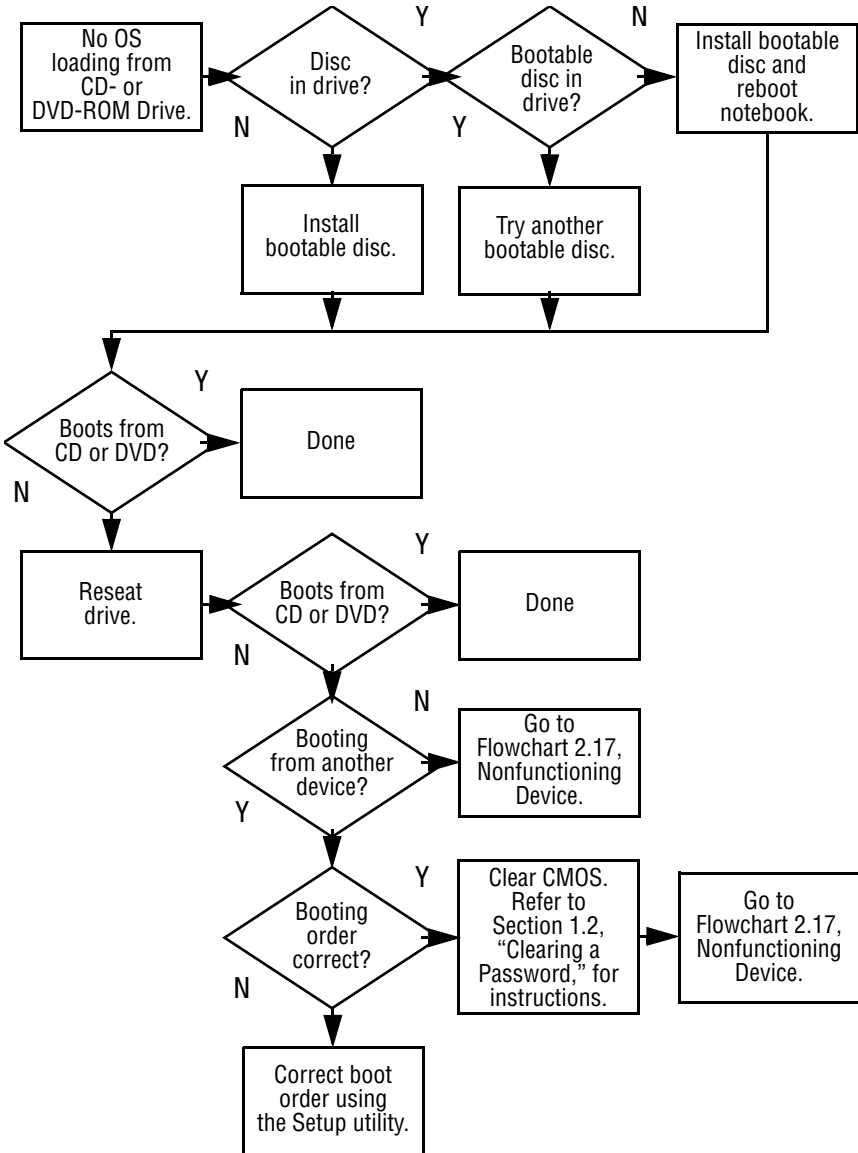 No OS
loading from
CD- or
DVD-ROM Drive.
Disc
in drive?
Y
N
Bootable
disc in
drive?
N
Y
Install bootable
disc and
reboot
notebook.
Install
bootable disc.
Try another
bootable disc.
Boots from
CD or DVD?
Y
N
Done
Reseat
drive.
Boots from
CD or DVD?
Y
N
Done
Booting
from another
device?
N
Y
Go to
Flowchart 2.17,
Nonfunctioning
Device.
Booting
order
correct?
Y
N
Clear CMOS.
Refer to
Section 1.2,
“Clearing a
Password,” for
instructions.
Go to
Flowchart 2.17,
Nonfunctioning
Device.
Correct boot
order using
the Setup utility.